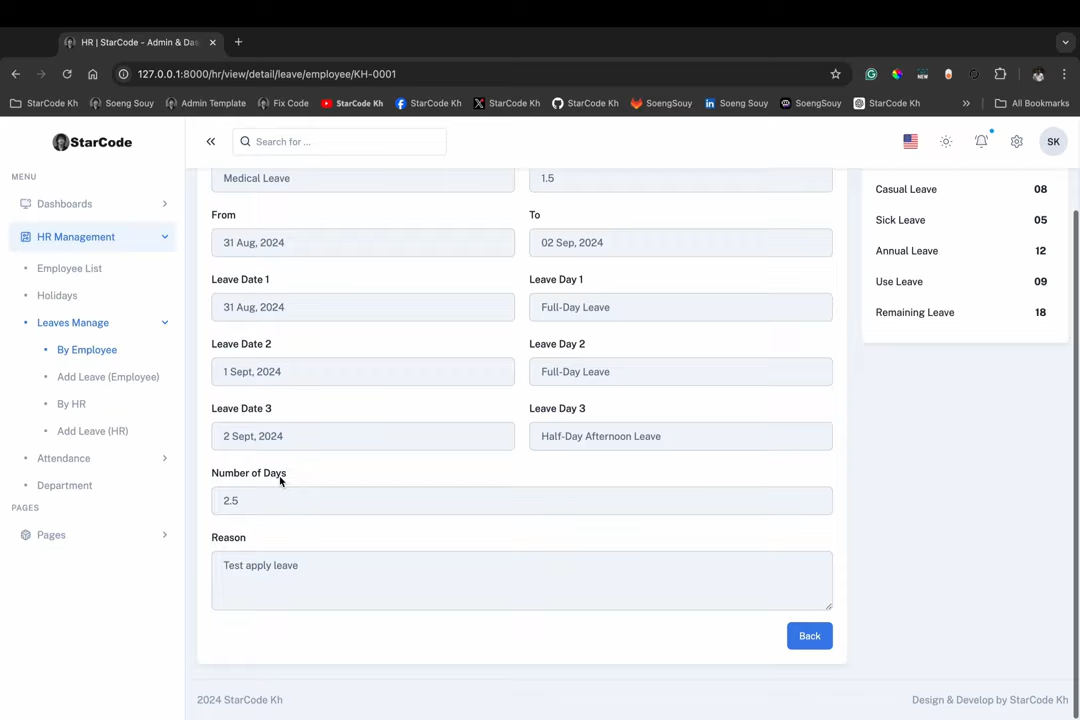 HR | StarCode - Admin & Das
127.0.0.1:8000/hr/view/detail/leave/employee/KH-0001
StarCode Kh
Soeng Souy
Admin Template
Fix Code
StarCode Kh
StarCode Kh
StarCode Kh
StarCode Kh
SoengSouy
Soeng Souy
SoengSouy
StarCode Kh
All Bookmarks
StarCode
Search for ...
SK
MENU
Dashboards
HR Management
Employee List
Holidays
Leaves Manage
By Employee
Add Leave (Employee)
By HR
Add Leave (HR)
Attendance
Department
PAGES
Pages
Medical Leave
1.5
From
To
31 Aug, 2024
02 Sep, 2024
Leave Date 1
Leave Day 1
31 Aug, 2024
Full-Day Leave
Leave Date 2
Leave Day 2
1 Sept, 2024
Full-Day Leave
Leave Date 3
Leave Day 3
2 Sept, 2024
Half-Day Afternoon Leave
Number of Days
2.5
Reason
Test apply leave
Back
Casual Leave 08
Sick Leave 05
Annual Leave 12
Use Leave 09
Remaining Leave 18
2024 StarCode Kh
Design & Develop by StarCode Kh